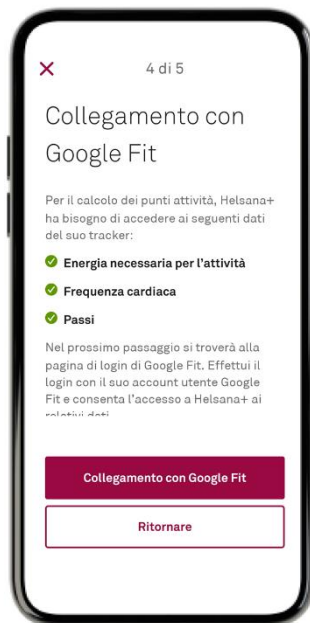 4 di 5
Collegamento con
Google Fit
Per il calcolo dei punti attività, Helsana+
ha bisogno di accedere ai seguenti dati
del suo tracker:
Energia necessaria per l'attività
Frequenza cardiaca
Passi
Nel prossimo passaggio si troverà alla
pagina di login di Google Fit. Effettui il
login con il suo account utente Google
Fit e consenta l'accesso a Helsana+ ai
relativi dati
Collegamento con Google Fit
Ritornare